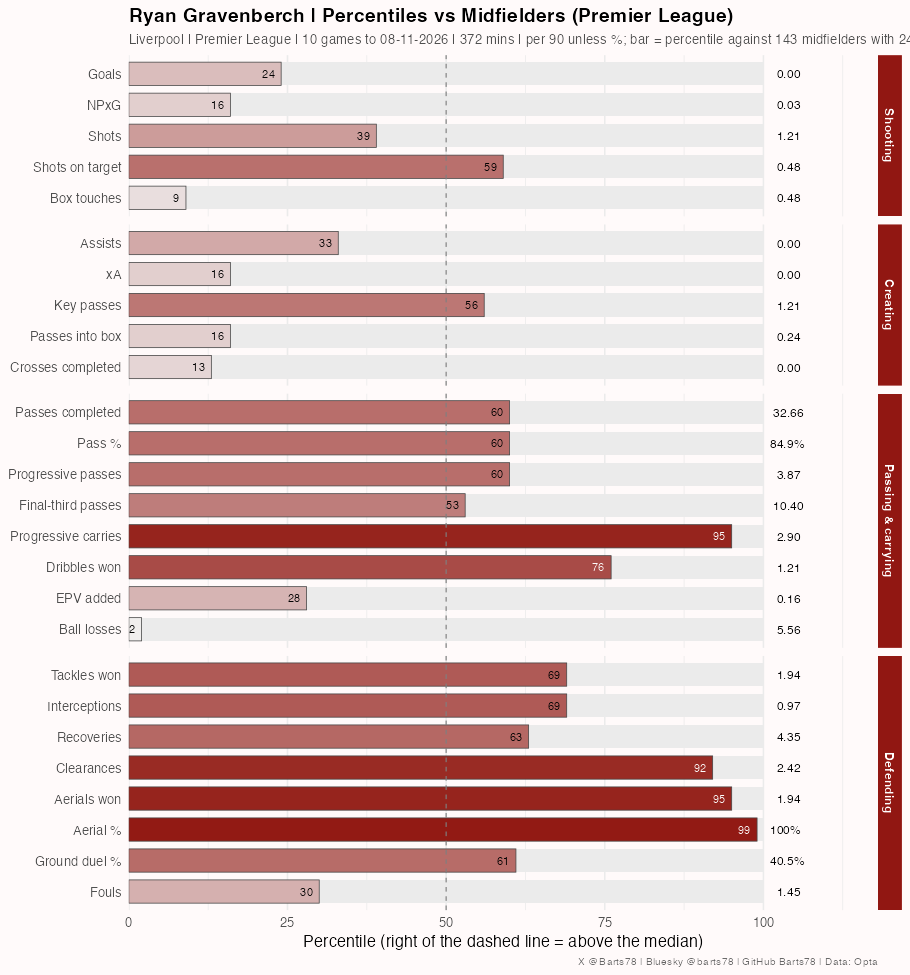 Ryan Gravenberch | Percentiles vs Midfielders (Premier League)
Liverpool | Premier League | 10 games to 08-11-2026 | 372 mins | per 90 unless %; bar = percentile against 143 midfielders with 24
Shooting
Goals 24 0.00
NPxG 16 0.03
Shots 39 1.21
Shots on target 59 0.48
Box touches 9 0.48
Creating
Assists 33 0.00
xA 16 0.00
Key passes 56 1.21
Passes into box 16 0.24
Crosses completed 13 0.00
Passing & carrying
Passes completed 60 32.66
Pass % 60 84.9%
Progressive passes 60 3.87
Final-third passes 53 10.40
Progressive carries 95 2.90
Dribbles won 76 1.21
EPV added 28 0.16
Ball losses 2 5.56
Defending
Tackles won 69 1.94
Interceptions 69 0.97
Recoveries 63 4.35
Clearances 92 2.42
Aerials won 95 1.94
Aerial % 99 100%
Ground duel % 61 40.5%
Fouls 30 1.45
0 25 50 75 100
Percentile (right of the dashed line = above the median)
X @Barts78 | Bluesky @barts78 | GitHub Barts78 | Data: Opta